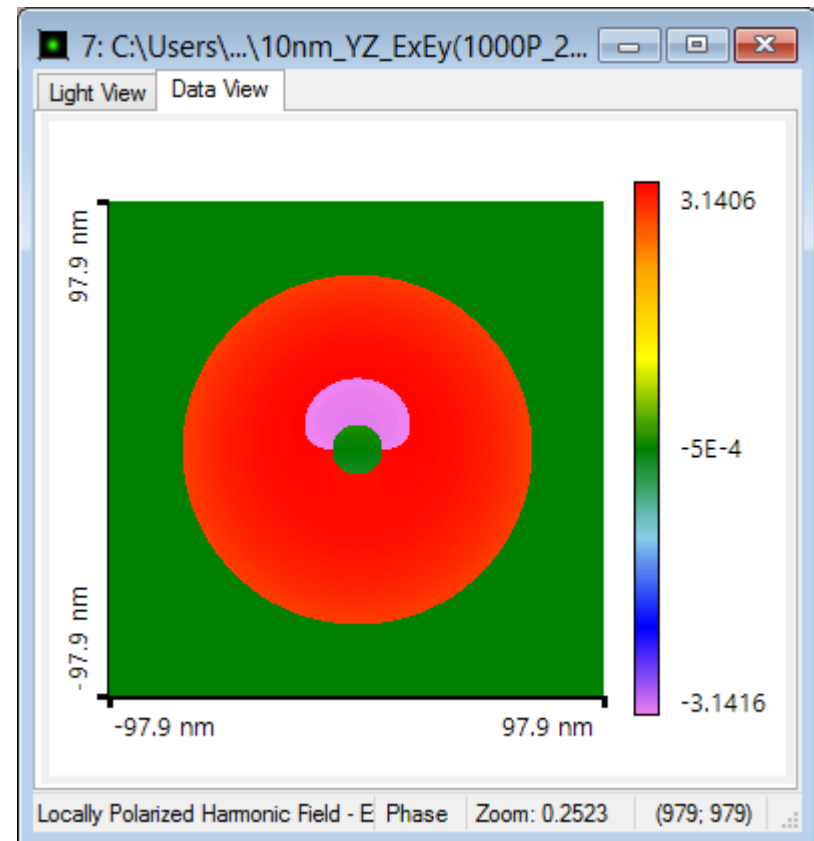 7: C:\Users\...\10nm_YZ_ExEy(1000P_2...
Light View Data View
97.9 nm
-97.9 nm
-97.9 nm 97.9 nm
3.1406
-5E-4
-3.1416
Locally Polarized Harmonic Field - E Phase Zoom: 0.2523 (979; 979)